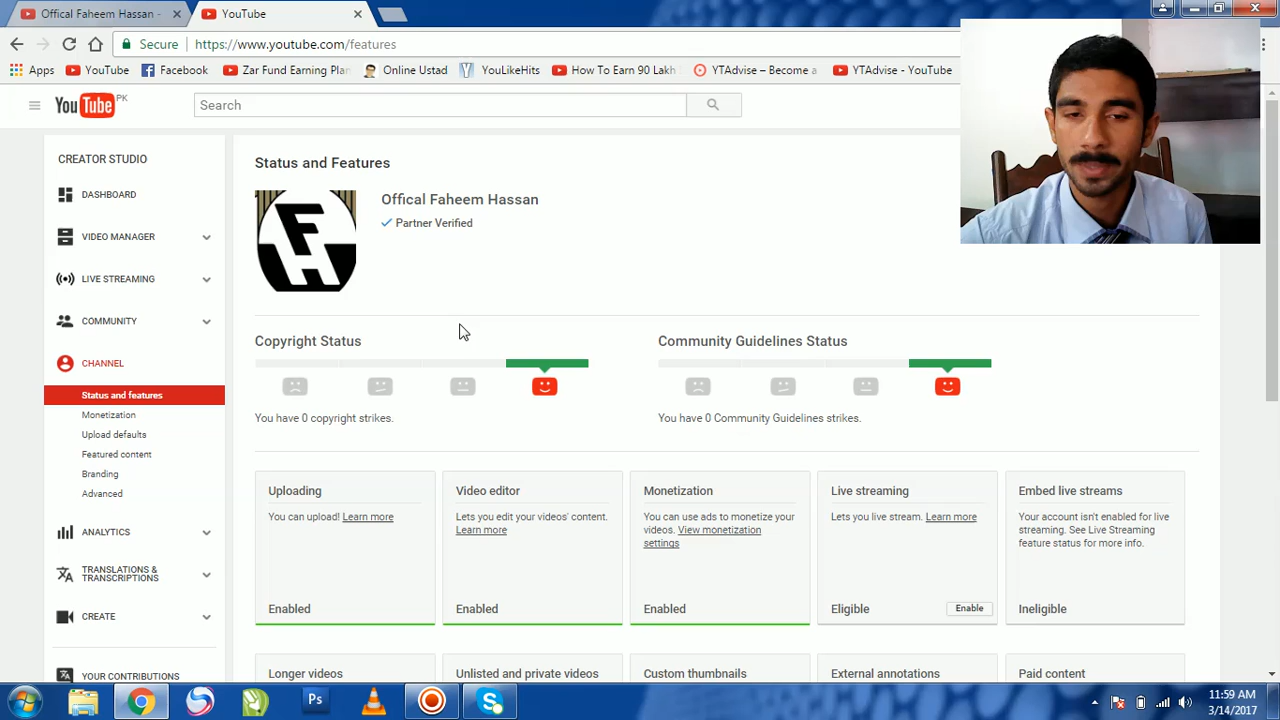 Offical Faheem Hassan -
YouTube
Secure
https://www.youtube.com/features
Apps
YouTube
Facebook
Zar Fund Earning Plan
Online Ustad
YouLikeHits
How To Earn 90 Lakh
YTAdvise – Become a
YTAdvise - YouTube
YouTube PK
Search
CREATOR STUDIO
DASHBOARD
VIDEO MANAGER
LIVE STREAMING
COMMUNITY
CHANNEL
Status and features
Monetization
Upload defaults
Featured content
Branding
Advanced
ANALYTICS
TRANSLATIONS &
TRANSCRIPTIONS
CREATE
YOUR CONTRIBUTIONS
Status and Features
FH
Offical Faheem Hassan
Partner Verified
Copyright Status
You have 0 copyright strikes.
Community Guidelines Status
You have 0 Community Guidelines strikes.
Uploading
You can upload! Learn more
Enabled
Video editor
Lets you edit your videos' content.
Learn more
Enabled
Monetization
You can use ads to monetize your
videos. View monetization
settings
Enabled
Live streaming
Lets you live stream. Learn more
Eligible
Enable
Embed live streams
Your account isn't enabled for live
streaming. See Live Streaming
feature status for more info.
Ineligible
Longer videos
Unlisted and private videos
Custom thumbnails
External annotations
Paid content
Ps
11:59 AM
3/14/2017